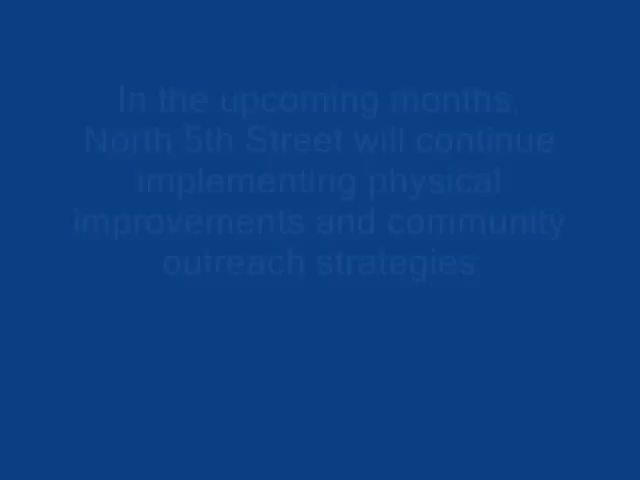 In the upcoming months,
North 5th Street will continue
implementing physical
improvements and community
outreach strategies